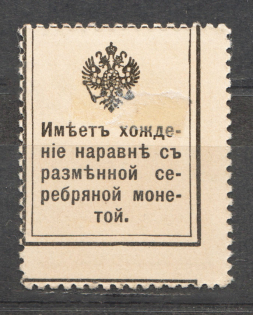 Имѣетъ хожде-
ніе наравнѣ съ
размѣнной се-
ребряной моне-
той.